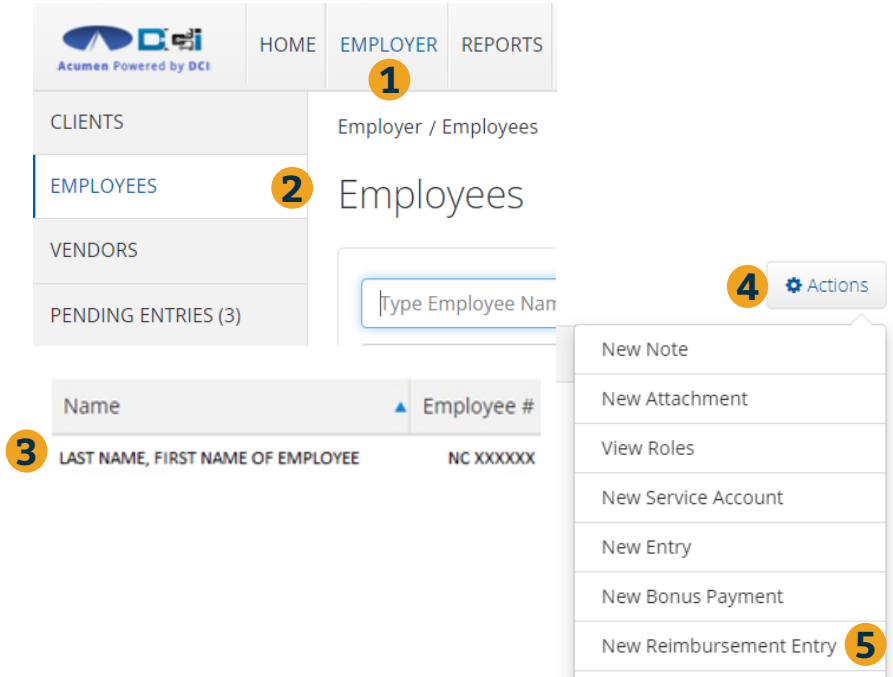 DCI
Acumen Powered by DCI
HOME
EMPLOYER
REPORTS
1
CLIENTS
EMPLOYEES
2
VENDORS
PENDING ENTRIES (3)
Employer / Employees
Employees
Type Employee Nam
Name
Employee #
3
LAST NAME, FIRST NAME OF EMPLOYEE
NC XXXXXX
4
Actions
New Note
New Attachment
View Roles
New Service Account
New Entry
New Bonus Payment
New Reimbursement Entry
5